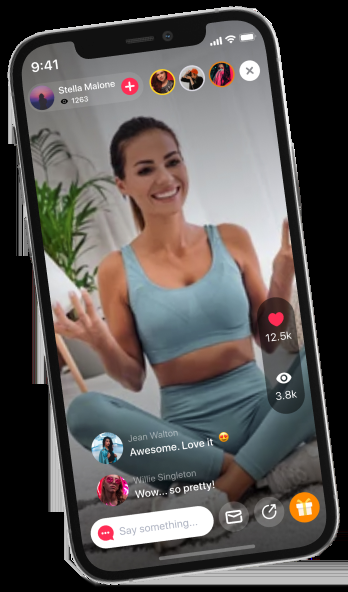 9:41
Stella Malone
1263
12.5k
3.8k
Jean Walton
Awesome. Love it 😍
Willie Singleton
Wow... so pretty!
Say something...